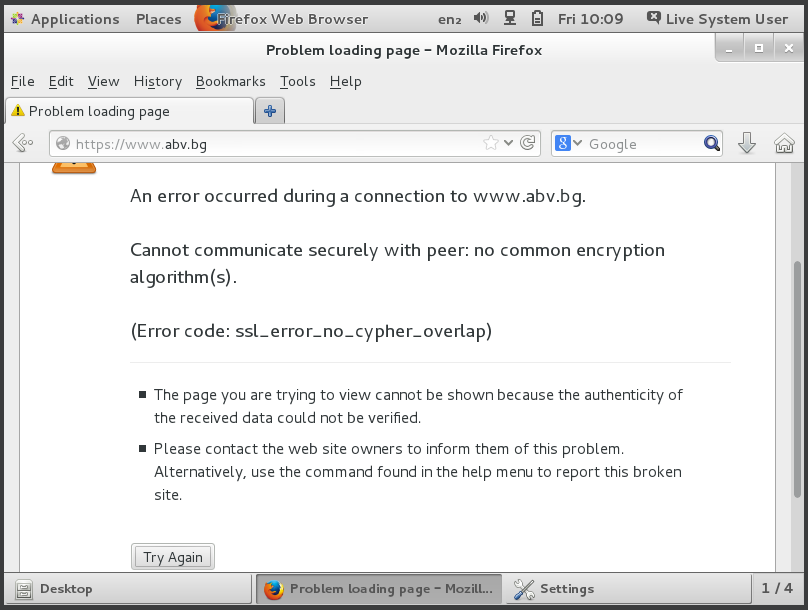 Applications Places Firefox Web Browser en₂ Fri 10:09 Live System User
Problem loading page - Mozilla Firefox
File Edit View History Bookmarks Tools Help
Problem loading page
https://www.abv.bg Google
An error occurred during a connection to www.abv.bg.
Cannot communicate securely with peer: no common encryption
algorithm(s).
(Error code: ssl_error_no_cypher_overlap)
The page you are trying to view cannot be shown because the authenticity of
the received data could not be verified.
Please contact the web site owners to inform them of this problem.
Alternatively, use the command found in the help menu to report this broken
site.
Try Again
Desktop Problem loading page - Mozill... Settings 1 / 4